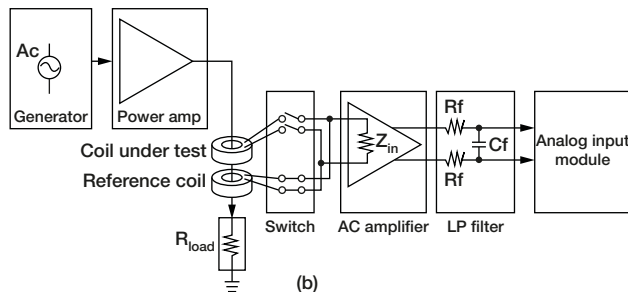 Ac
Generator
Power amp
Coil under test
Reference coil
R_load
Switch
Z_in
AC amplifier
Rf
Rf
Cf
LP filter
Analog input
module
(b)